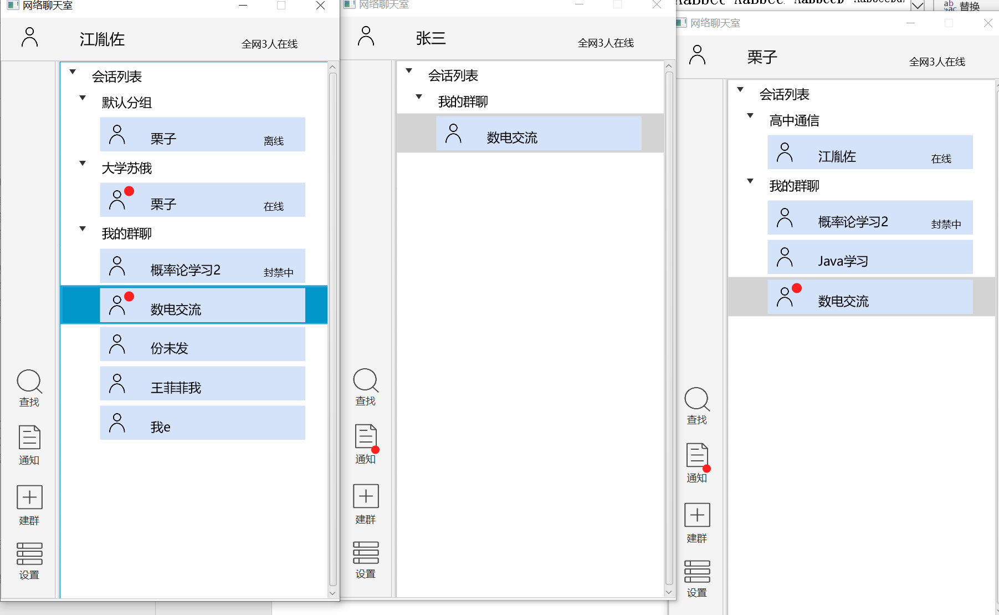 网络聊天室
江胤佐
全网3人在线
会话列表
默认分组
栗子
离线
大学苏俄
栗子
在线
我的群聊
概率论学习2
封禁中
数电交流
份未发
王菲菲我
我e
查找
通知
建群
设置
网络聊天室
张三
全网3人在线
会话列表
我的群聊
数电交流
查找
通知
建群
设置
替换
网络聊天室
栗子
全网3人在线
会话列表
高中通信
江胤佐
在线
我的群聊
概率论学习2
封禁中
Java学习
数电交流
查找
通知
建群
设置